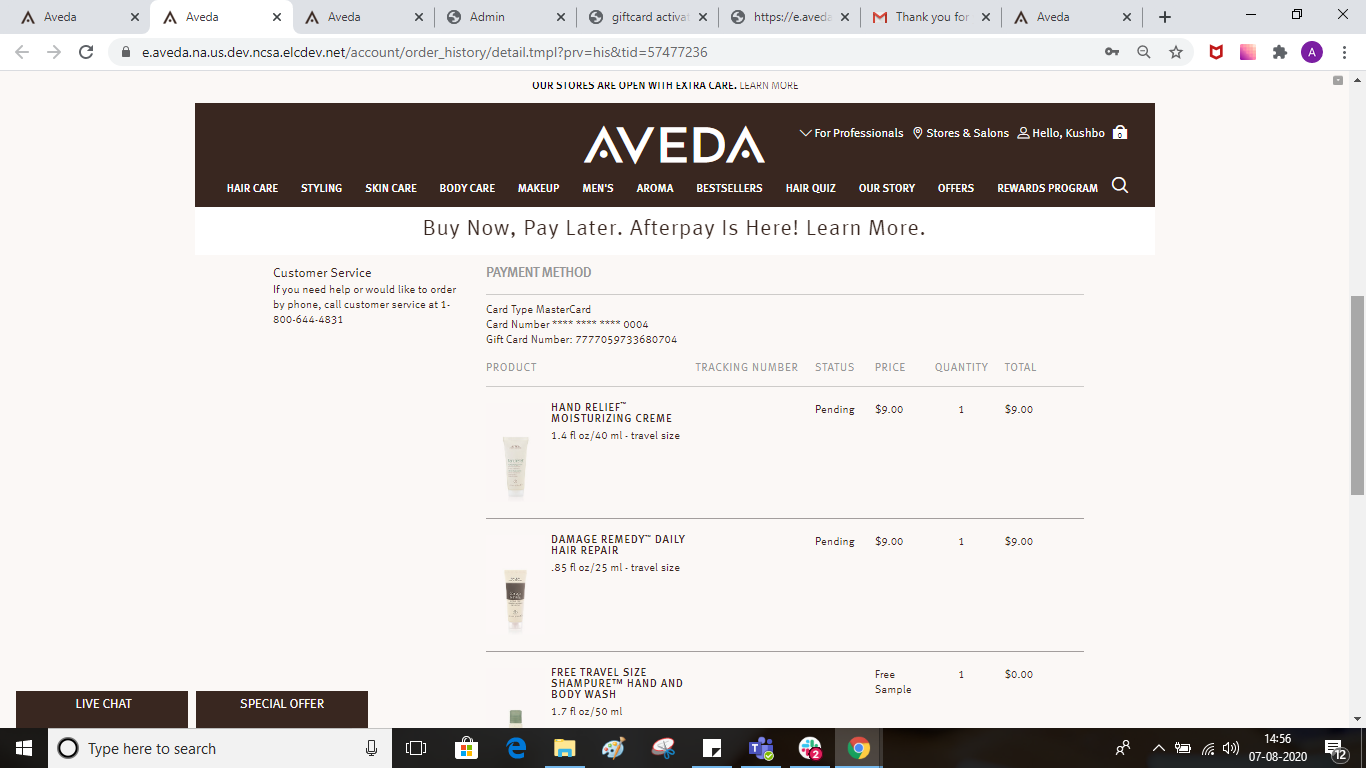 Aveda
Aveda
Aveda
Admin
giftcard activat
https://e.aveda
Thank you for
Aveda
e.aveda.na.us.dev.ncsa.elcdev.net/account/order_history/detail.tmpl?prv=his&tid=57477236
A
OUR STORES ARE OPEN WITH EXTRA CARE. LEARN MORE
AVEDA
For Professionals
Stores & Salons
Hello, Kushbo
0
HAIR CARE
STYLING
SKIN CARE
BODY CARE
MAKEUP
MEN'S
AROMA
BESTSELLERS
HAIR QUIZ
OUR STORY
OFFERS
REWARDS PROGRAM
Buy Now, Pay Later. Afterpay Is Here! Learn More.
Customer Service
If you need help or would like to order
by phone, call customer service at 1-
800-644-4831
PAYMENT METHOD
Card Type MasterCard
Card Number **** **** **** 0004
Gift Card Number: 7777059733680704
PRODUCT TRACKING NUMBER STATUS PRICE QUANTITY TOTAL
HAND RELIEF™
MOISTURIZING CREME
1.4 fl oz/40 ml - travel size
Pending $9.00 1 $9.00
DAMAGE REMEDY™ DAILY
HAIR REPAIR
.85 fl oz/25 ml - travel size
Pending $9.00 1 $9.00
FREE TRAVEL SIZE
SHAMPURE™ HAND AND
BODY WASH
1.7 fl oz/50 ml
Free
Sample
1 $0.00
LIVE CHAT
SPECIAL OFFER
Type here to search
2
14:56
07-08-2020
12